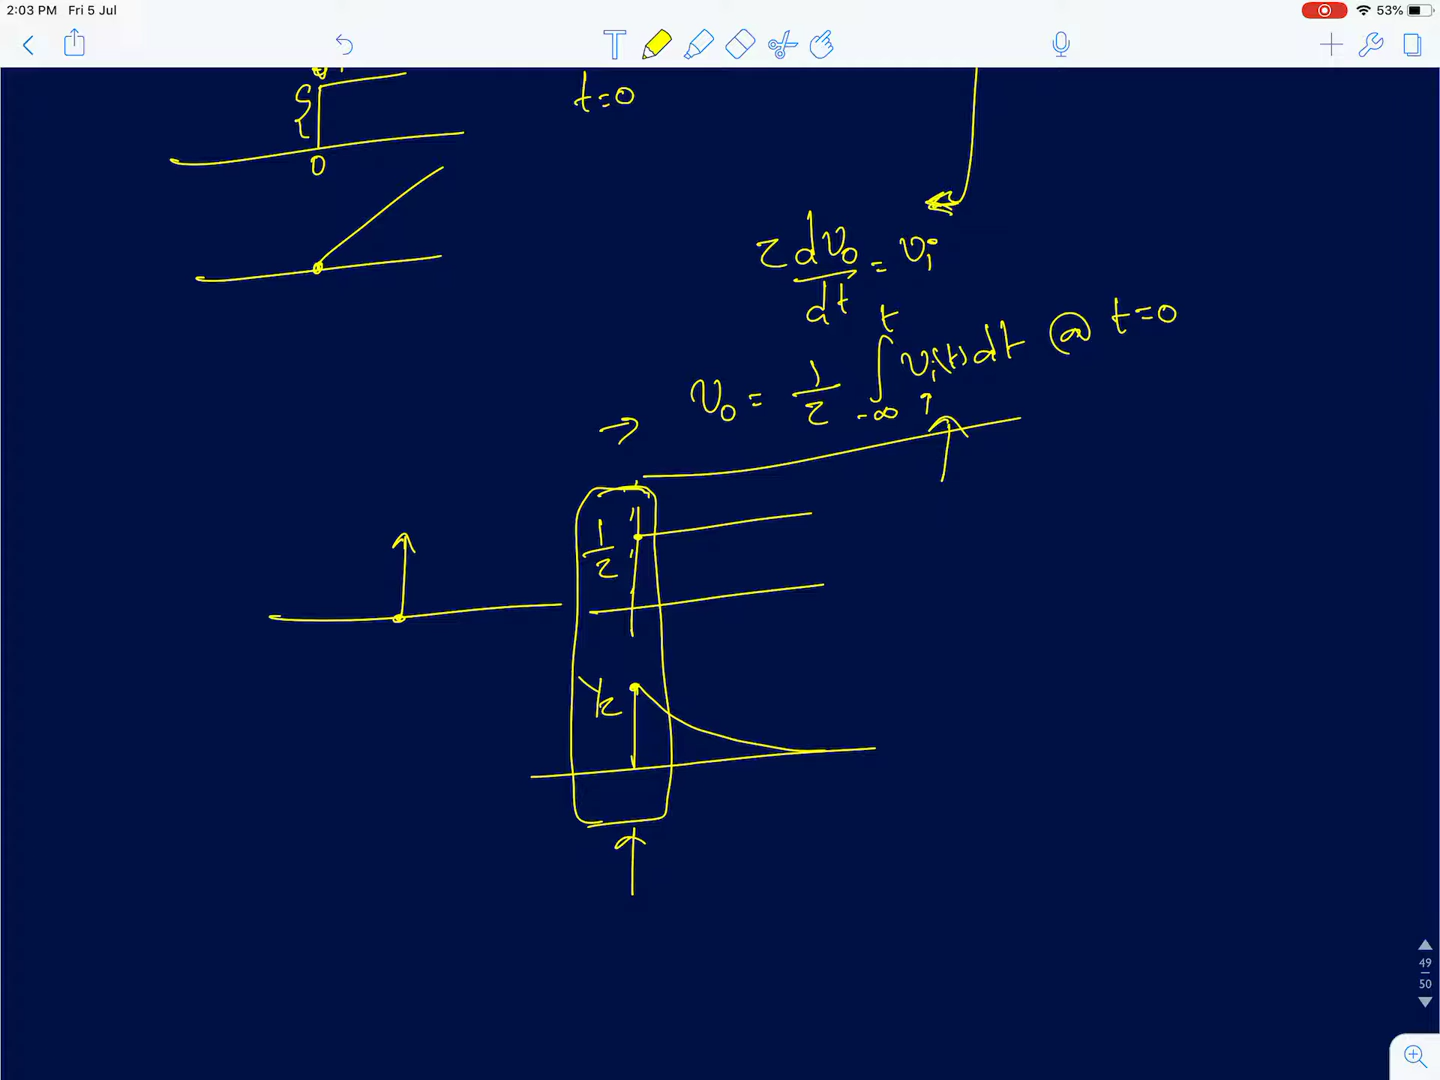 2:03 PM Fri 5 Jul
53%
T
t=0
0
τ dv₀/dt = vᵢ
v₀ = 1/τ ∫_{-∞}^{t} vᵢ(t) dt @ t=0
1/τ
1/τ
49
50